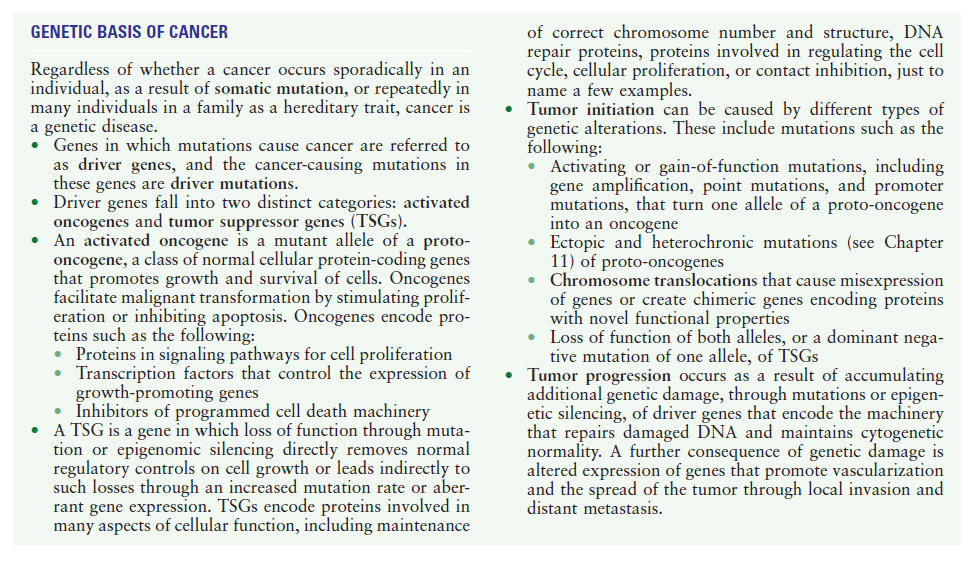 GENETIC BASIS OF CANCER
Regardless of whether a cancer occurs sporadically in an
individual, as a result of somatic mutation, or repeatedly in
many individuals in a family as a hereditary trait, cancer is
a genetic disease.
• Genes in which mutations cause cancer are referred to
as driver genes, and the cancer-causing mutations in
these genes are driver mutations.
• Driver genes fall into two distinct categories: activated
oncogenes and tumor suppressor genes (TSGs).
• An activated oncogene is a mutant allele of a proto-
oncogene, a class of normal cellular protein-coding genes
that promotes growth and survival of cells. Oncogenes
facilitate malignant transformation by stimulating prolif-
eration or inhibiting apoptosis. Oncogenes encode pro-
teins such as the following:
• Proteins in signaling pathways for cell proliferation
• Transcription factors that control the expression of
growth-promoting genes
• Inhibitors of programmed cell death machinery
• A TSG is a gene in which loss of function through muta-
tion or epigenomic silencing directly removes normal
regulatory controls on cell growth or leads indirectly to
such losses through an increased mutation rate or aber-
rant gene expression. TSGs encode proteins involved in
many aspects of cellular function, including maintenance
of correct chromosome number and structure, DNA
repair proteins, proteins involved in regulating the cell
cycle, cellular proliferation, or contact inhibition, just to
name a few examples.
• Tumor initiation can be caused by different types of
genetic alterations. These include mutations such as the
following:
• Activating or gain-of-function mutations, including
gene amplification, point mutations, and promoter
mutations, that turn one allele of a proto-oncogene
into an oncogene
• Ectopic and heterochronic mutations (see Chapter
11) of proto-oncogenes
• Chromosome translocations that cause misexpression
of genes or create chimeric genes encoding proteins
with novel functional properties
• Loss of function of both alleles, or a dominant nega-
tive mutation of one allele, of TSGs
• Tumor progression occurs as a result of accumulating
additional genetic damage, through mutations or epigen-
etic silencing, of driver genes that encode the machinery
that repairs damaged DNA and maintains cytogenetic
normality. A further consequence of genetic damage is
altered expression of genes that promote vascularization
and the spread of the tumor through local invasion and
distant metastasis.